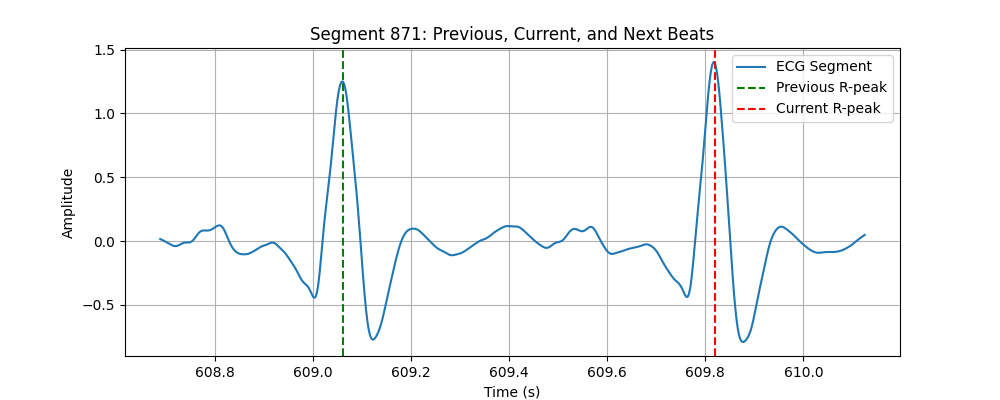 Segment 871: Previous, Current, and Next Beats
1.5
1.0
0.5
0.0
−0.5
Amplitude
ECG Segment
Previous R-peak
Current R-peak
608.8 609.0 609.2 609.4 609.6 609.8 610.0
Time (s)